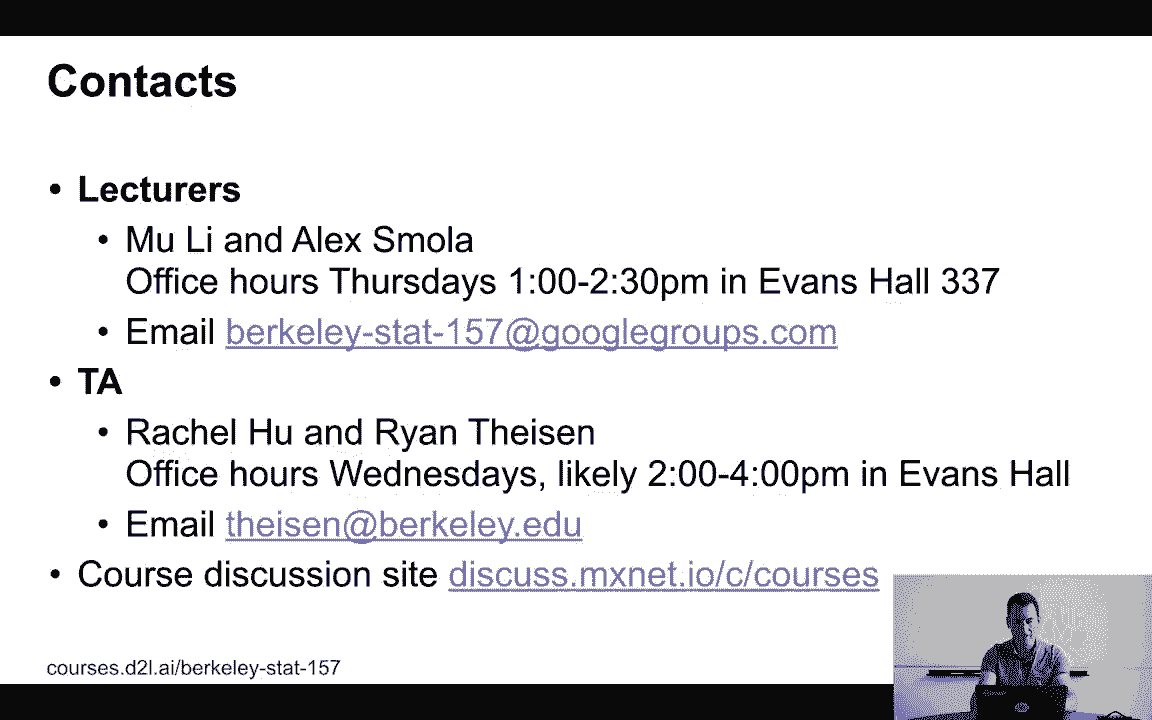 Contacts
• Lecturers
• Mu Li and Alex Smola
Office hours Thursdays 1:00-2:30pm in Evans Hall 337
• Email berkeley-stat-157@googlegroups.com
• TA
• Rachel Hu and Ryan Theisen
Office hours Wednesdays, likely 2:00-4:00pm in Evans Hall
• Email theisen@berkeley.edu
• Course discussion site discuss.mxnet.io/c/courses
courses.d2l.ai/berkeley-stat-157